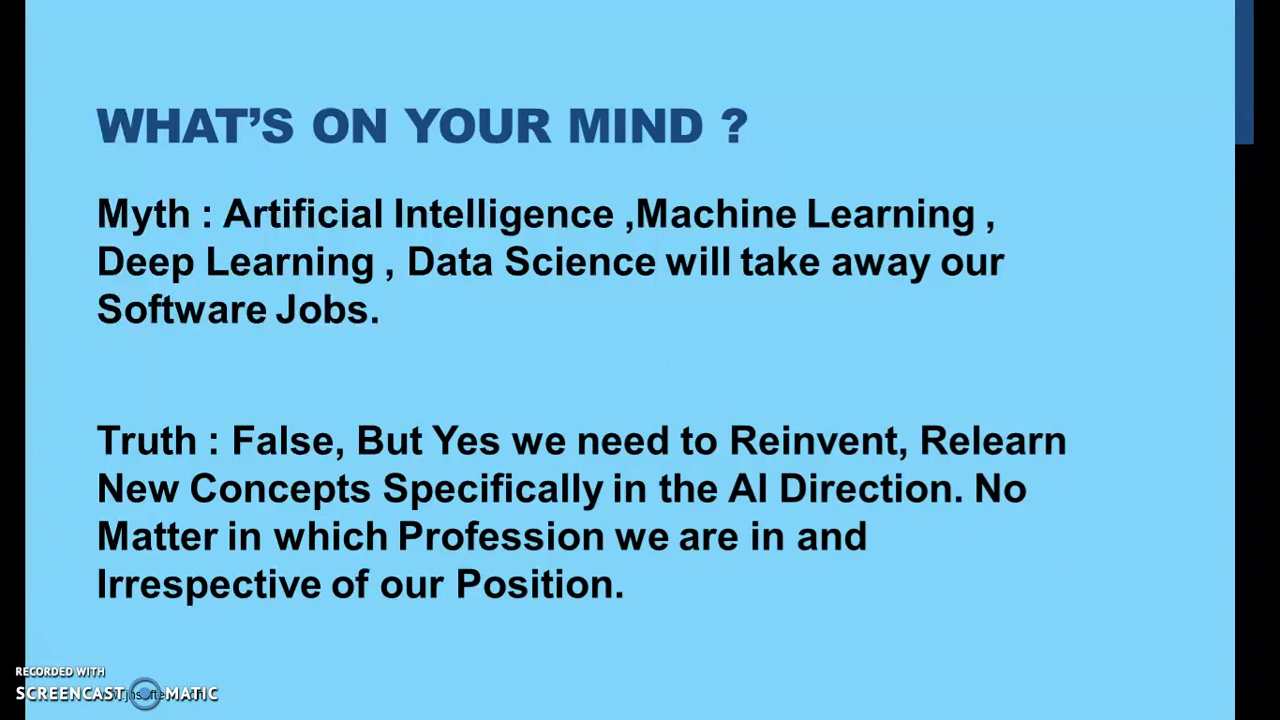 WHAT'S ON YOUR MIND ?
Myth : Artificial Intelligence ,Machine Learning ,
Deep Learning , Data Science will take away our
Software Jobs.
Truth : False, But Yes we need to Reinvent, Relearn
New Concepts Specifically in the AI Direction. No
Matter in which Profession we are in and
Irrespective of our Position.
RECORDED WITH
SCREENCAST MATIC